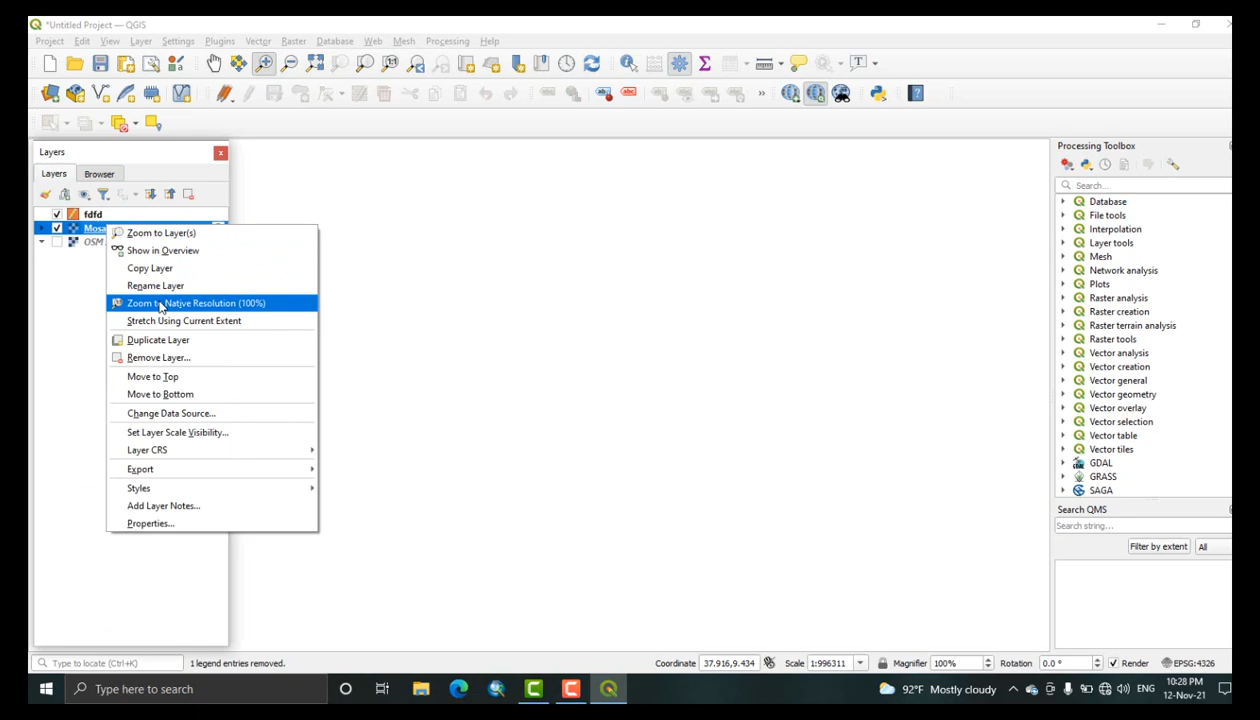 *Untitled Project — QGIS
Project Edit View Layer Settings Plugins Vector Raster Database Web Mesh Processing Help
Layers
Layers Browser
fdfd
Mosa
OSM
Zoom to Layer(s)
Show in Overview
Copy Layer
Rename Layer
Zoom to Native Resolution (100%)
Stretch Using Current Extent
Duplicate Layer
Remove Layer...
Move to Top
Move to Bottom
Change Data Source...
Set Layer Scale Visibility...
Layer CRS
Export
Styles
Add Layer Notes...
Properties...
Processing Toolbox
Search...
Database
File tools
Interpolation
Layer tools
Mesh
Network analysis
Plots
Raster analysis
Raster creation
Raster terrain analysis
Raster tools
Vector analysis
Vector creation
Vector general
Vector geometry
Vector overlay
Vector selection
Vector table
Vector tiles
GDAL
GRASS
SAGA
Search QMS
Search string...
Filter by extent All
Type to locate (Ctrl+K) 1 legend entries removed. Coordinate 37.916,9.434 Scale 1:996311 Magnifier 100% Rotation 0.0 ° Render EPSG:4326
Type here to search 92°F Mostly cloudy ENG 10:28 PM
12-Nov-21